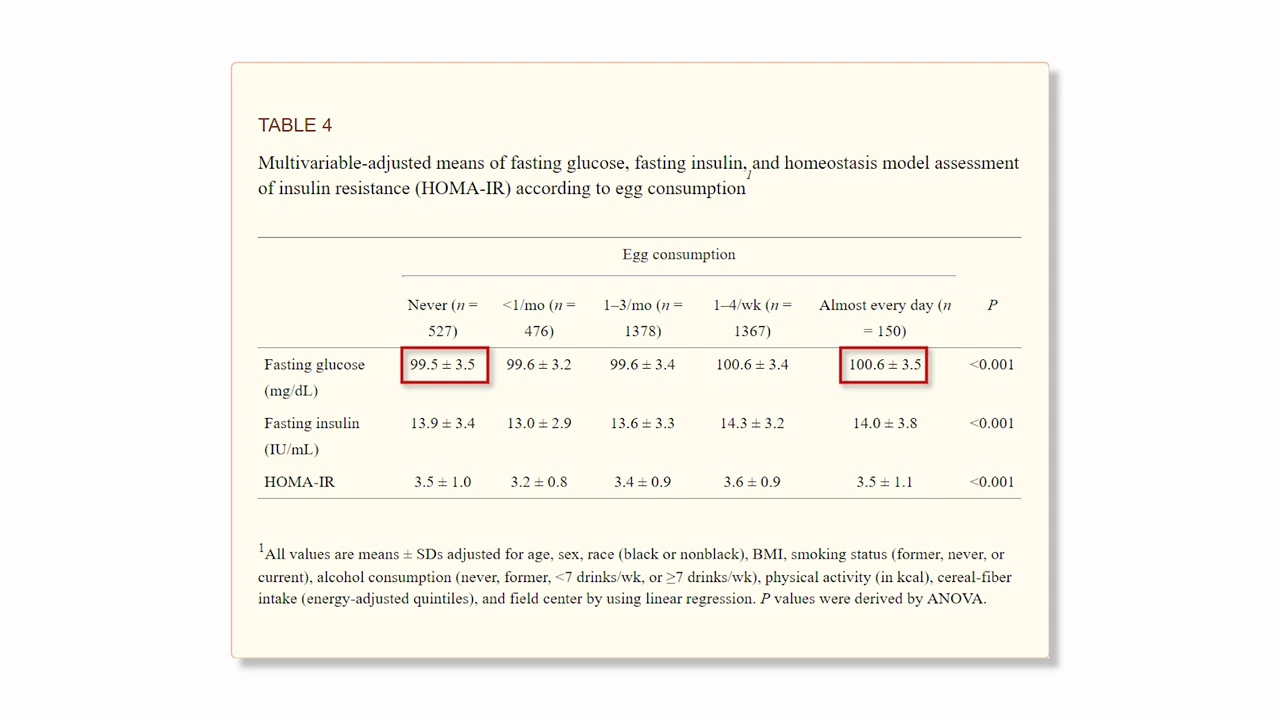 TABLE 4
Multivariable-adjusted means of fasting glucose, fasting insulin, and homeostasis model assessment
of insulin resistance (HOMA-IR) according to egg consumption1
Egg consumption
Never (n = 527) <1/mo (n = 476) 1–3/mo (n = 1378) 1–4/wk (n = 1367) Almost every day (n = 150) P
Fasting glucose (mg/dL) 99.5 ± 3.5 99.6 ± 3.2 99.6 ± 3.4 100.6 ± 3.4 100.6 ± 3.5 <0.001
Fasting insulin (IU/mL) 13.9 ± 3.4 13.0 ± 2.9 13.6 ± 3.3 14.3 ± 3.2 14.0 ± 3.8 <0.001
HOMA-IR 3.5 ± 1.0 3.2 ± 0.8 3.4 ± 0.9 3.6 ± 0.9 3.5 ± 1.1 <0.001
1All values are means ± SDs adjusted for age, sex, race (black or nonblack), BMI, smoking status (former, never, or
current), alcohol consumption (never, former, <7 drinks/wk, or ≥7 drinks/wk), physical activity (in kcal), cereal-fiber
intake (energy-adjusted quintiles), and field center by using linear regression. P values were derived by ANOVA.